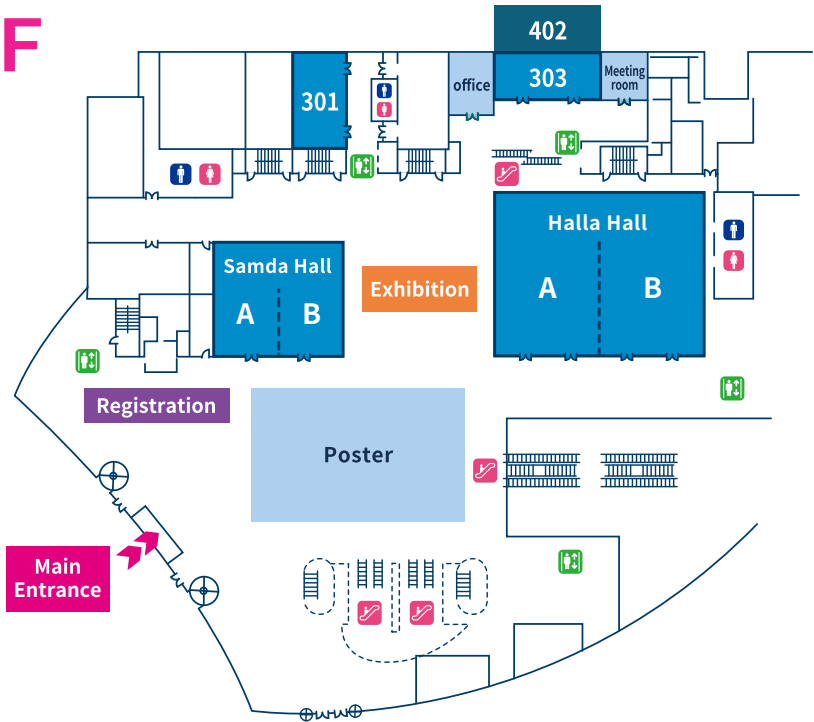 F
402
301
office
303
Meeting
room
Halla Hall
A
B
Samda Hall
A
B
Exhibition
Registration
Poster
Main
Entrance